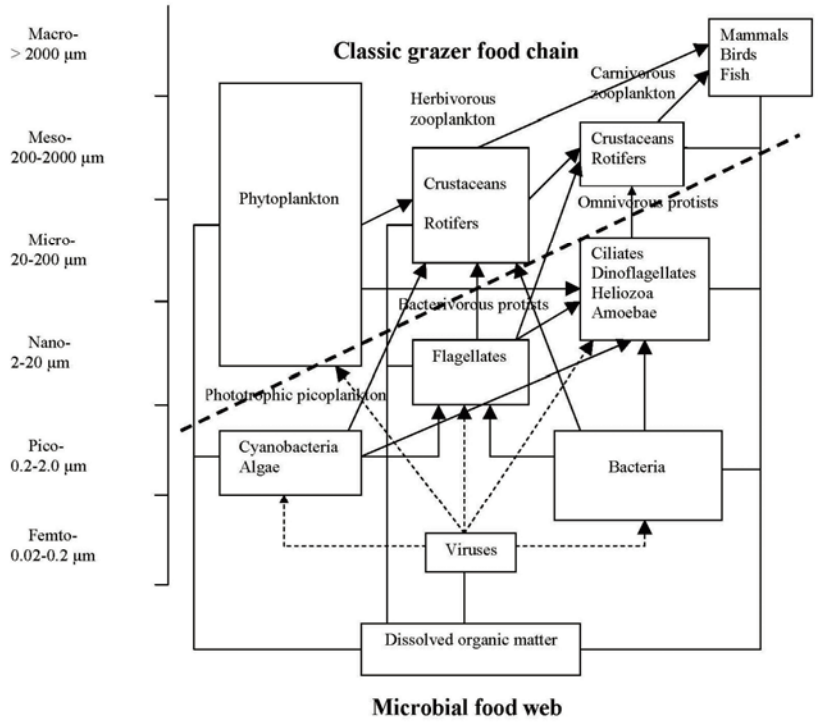 Macro-
> 2000 µm
Classic grazer food chain
Mammals
Birds
Fish
Carnivorous
zooplankton
Herbivorous
zooplankton
Meso-
200-2000 µm
Crustaceans
Rotifers
Phytoplankton
Crustaceans
Rotifers
Omnivorous protists
Micro-
20-200 µm
Ciliates
Dinoflagellates
Heliozoa
Amoebae
Bacterivorous protists
Nano-
2-20 µm
Flagellates
Phototrophic picoplankton
Pico-
0.2-2.0 µm
Cyanobacteria
Algae
Bacteria
Femto-
0.02-0.2 µm
Viruses
Dissolved organic matter
Microbial food web